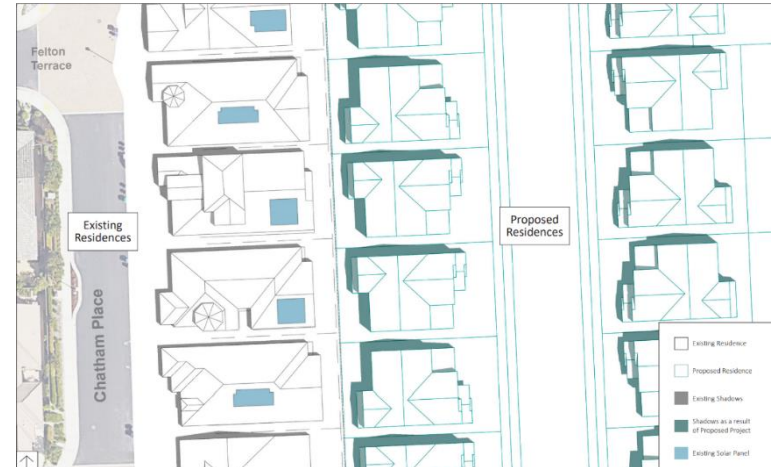 Felton
Terrace
Existing
Residences
Chatham Place
Proposed
Residences
Existing Residence
Proposed Residence
Existing Shadows
Shadows as a result
of Proposed Project
Existing Solar Panel